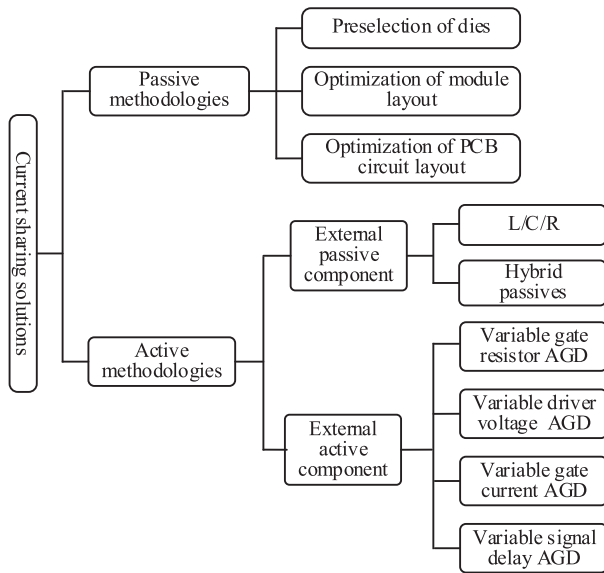 Current sharing solutions
Passive
methodologies
Preselection of dies
Optimization of module
layout
Optimization of PCB
circuit layout
Active
methodologies
External
passive
component
L/C/R
Hybrid
passives
External
active
component
Variable gate
resistor AGD
Variable driver
voltage AGD
Variable gate
current AGD
Variable signal
delay AGD